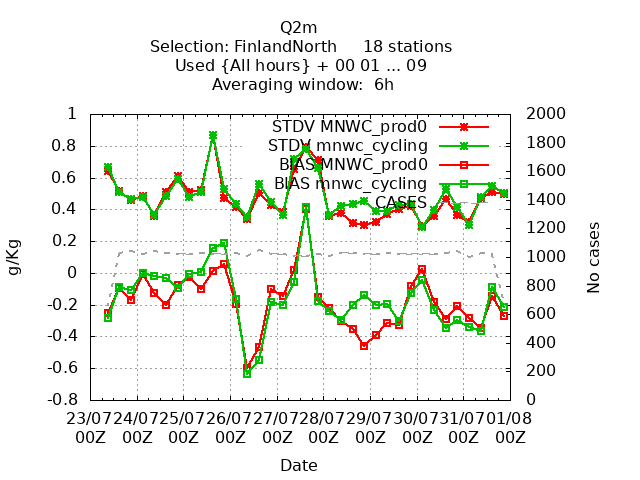 Q2m
Selection: FinlandNorth 18 stations
Used {All hours} + 00 01 ... 09
Averaging window: 6h
STDV MNWC_prod0
STDV mnwc_cycling
BIAS MNWC_prod0
BIAS mnwc_cycling
CASES
g/Kg
1
0.8
0.6
0.4
0.2
0
-0.2
-0.4
-0.6
-0.8
No cases
2000
1800
1600
1400
1200
1000
800
600
400
200
0
23/07 24/07 25/07 26/07 27/07 28/07 29/07 30/07 31/07 01/08
00Z 00Z 00Z 00Z 00Z 00Z 00Z 00Z 00Z 00Z
Date